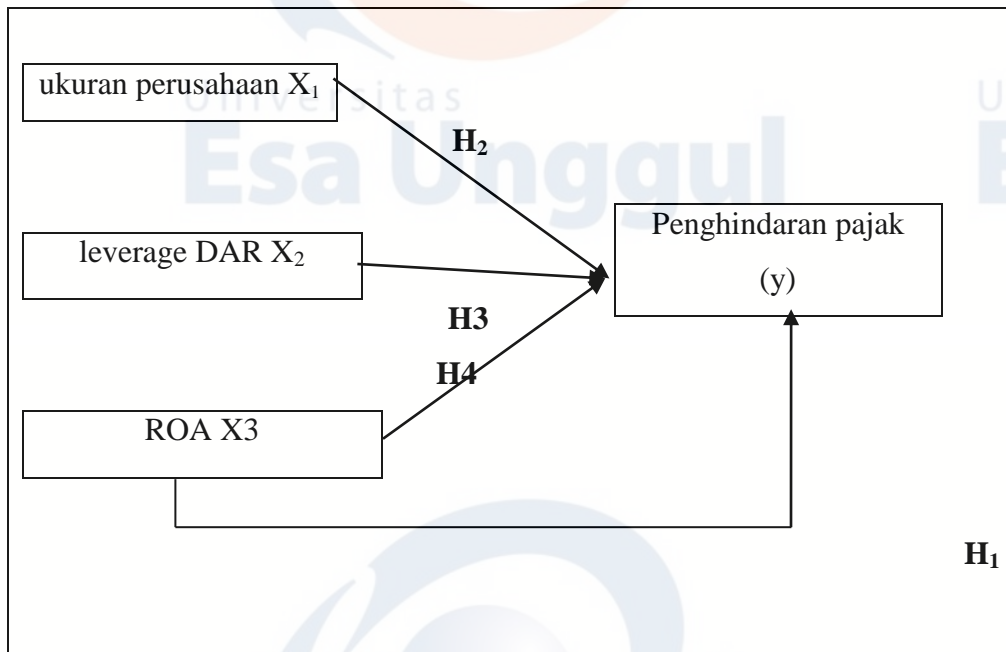 ukuran perusahaan X₁
Universitas
Esa Unggul
U
E
H₂
Penghindaran pajak
(y)
leverage DAR X₂
H3
H4
ROA X3
H₁